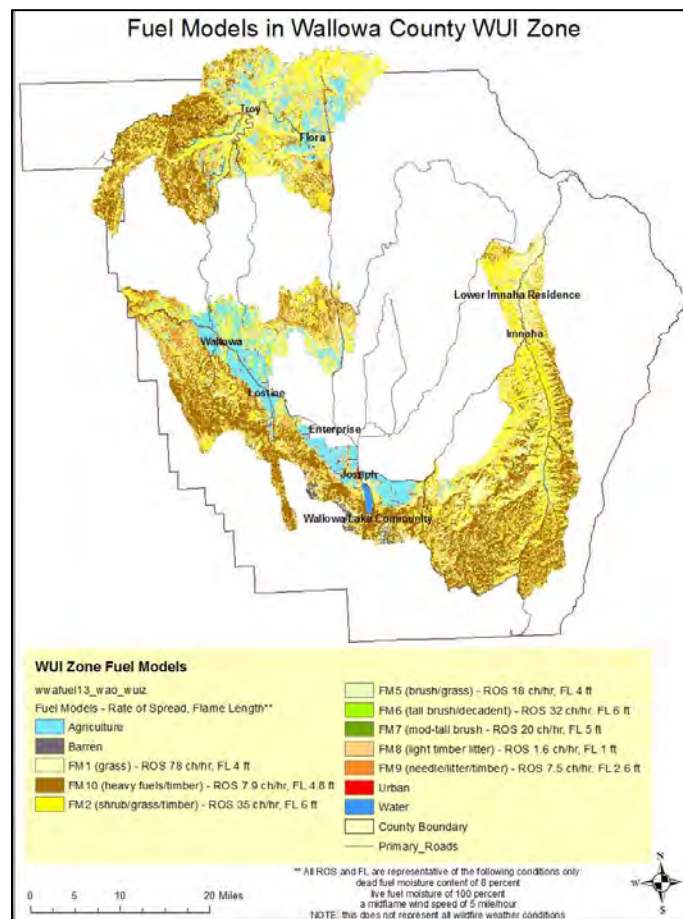 Fuel Models in Wallowa County WUI Zone
Troy
Flora
Lower Imnaha Residence
Imnaha
Wallowa
Lostine
Enterprise
Joseph
Wallowa Lake Community
WUI Zone Fuel Models
wwafuel13_wao_wuiz
Fuel Models - Rate of Spread, Flame Length**
Agriculture
Barren
FM1 (grass) - ROS 78 ch/hr, FL 4 ft
FM10 (heavy fuels/timber) - ROS 7.9 ch/hr, FL 4.8 ft
FM2 (shrub/grass/timber) - ROS 35 ch/hr, FL 6 ft
FM5 (brush/grass) - ROS 18 ch/hr, FL 4 ft
FM6 (tall brush/decadent) - ROS 32 ch/hr, FL 6 ft
FM7 (mod-tall brush) - ROS 20 ch/hr, FL 5 ft
FM8 (light timber litter) - ROS 1.6 ch/hr, FL 1 ft
FM9 (needle/litter/timber) - ROS 7.5 ch/hr, FL 2.6 ft
Urban
Water
County Boundary
Primary_Roads
** All ROS and FL are representative of the following conditions only:
dead fuel moisture content of 8 percent
live fuel moisture of 100 percent
a midflame wind speed of 5 mile/hour
NOTE: this does not represent all wildfire weather conditions
0 5 10 20 Miles
N
W
E
S